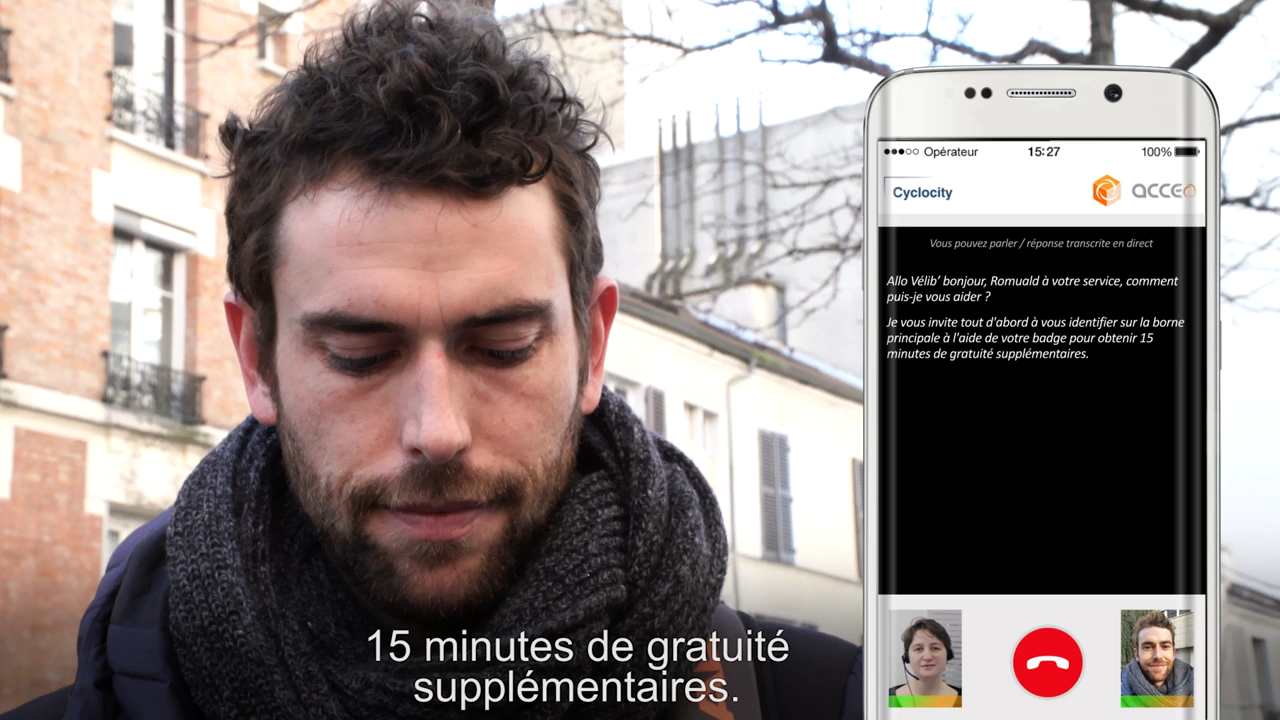 Opérateur 15:27 100%
Cyclocity acceo
Vous pouvez parler / réponse transcrite en direct
Allo Vélib’ bonjour, Romuald à votre service, comment
puis-je vous aider ?
Je vous invite tout d'abord à vous identifier sur la borne
principale à l'aide de votre badge pour obtenir 15
minutes de gratuité supplémentaires.
15 minutes de gratuité
supplémentaires.